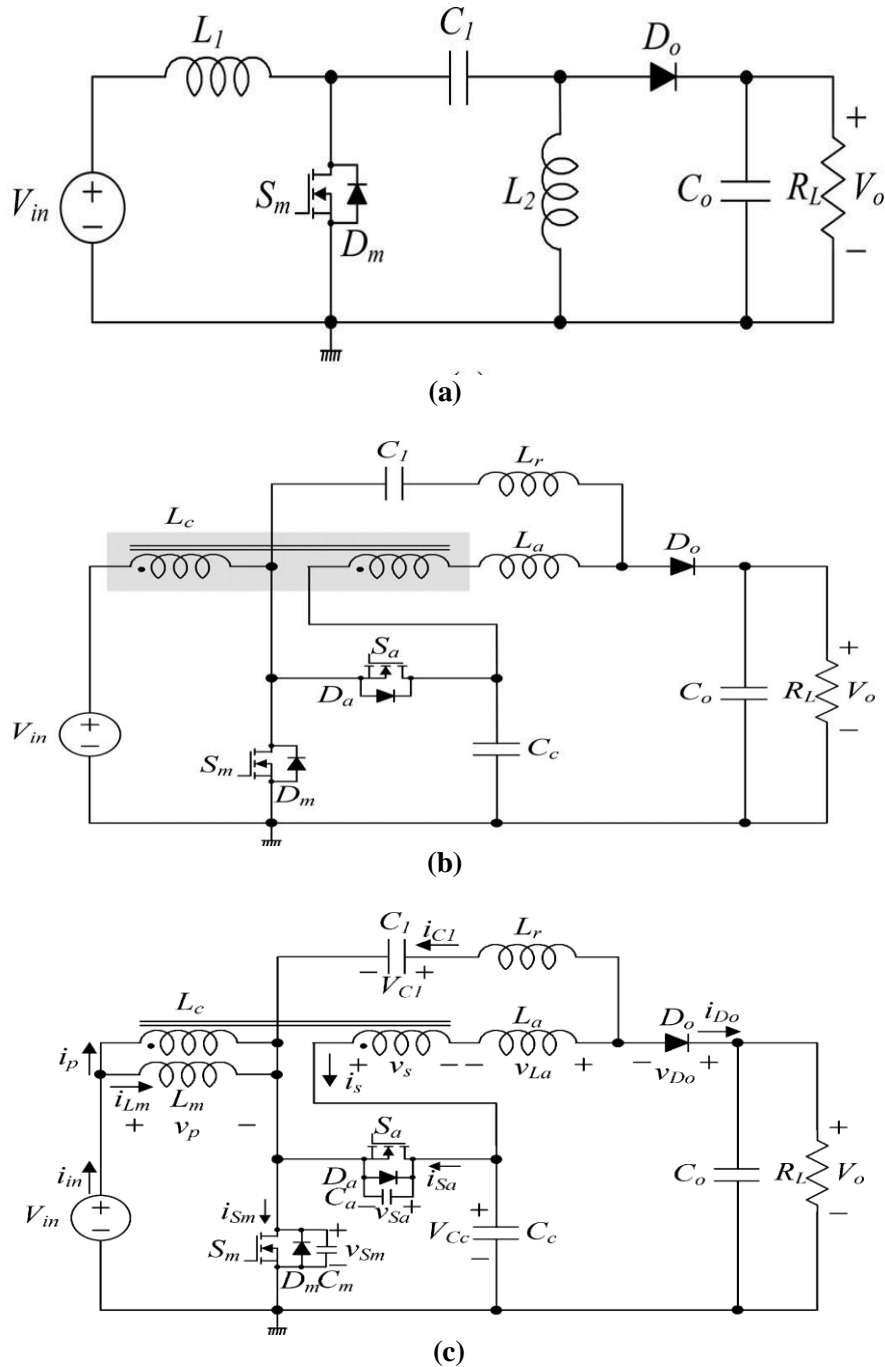 L1 C1 Do
Vin + − Sm Dm L2 Co RL + Vo −
(a)
C1 Lr
Lc La Do
Sa
Da
Vin + − Sm Dm Cc Co RL + Vo −
(b)
C1 iC1 Lr
− VC1 +
Lc La Do iDo
ip is + vs − − vLa + − vDo +
iLm Lm
+ vp −
Sa
iin Da iSa
Ca − vSa +
Vin + − iSm Sm Dm Cm + vSm − + VCc − Cc Co RL + Vo −
(c)